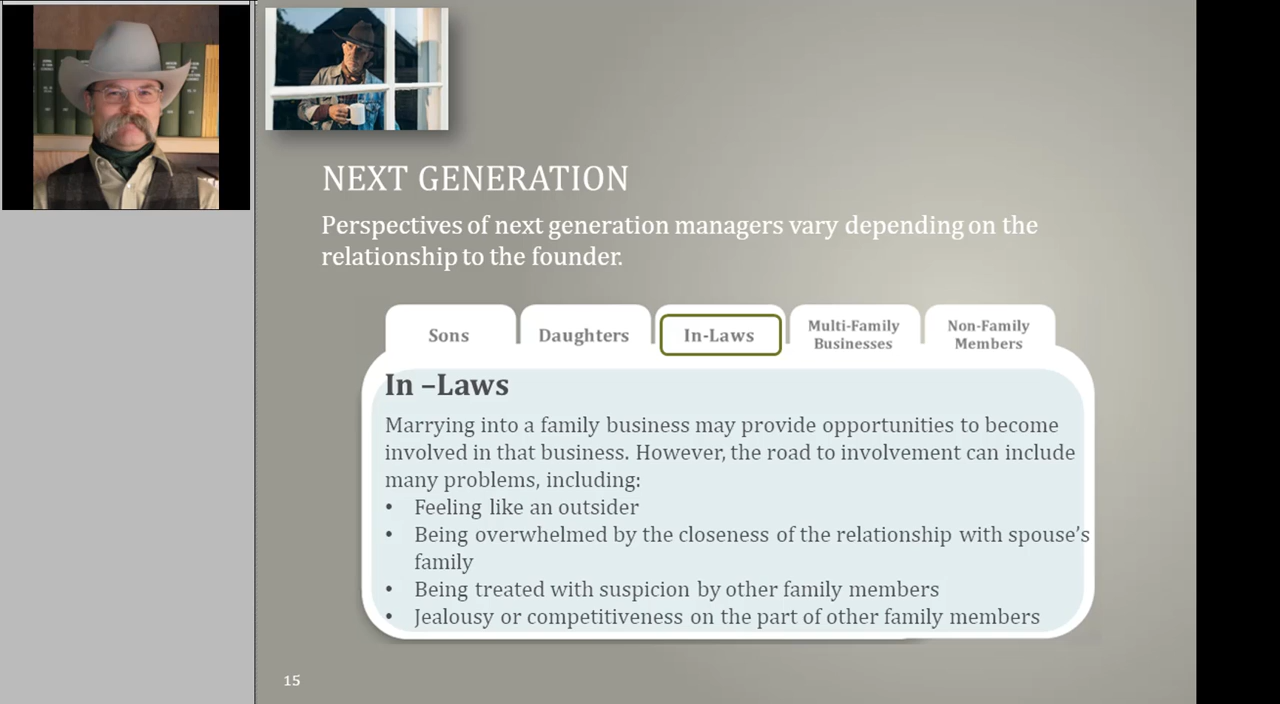 NEXT GENERATION
Perspectives of next generation managers vary depending on the
relationship to the founder.
Sons
Daughters
In-Laws
Multi-Family
Businesses
Non-Family
Members
In –Laws
Marrying into a family business may provide opportunities to become
involved in that business. However, the road to involvement can include
many problems, including:
• Feeling like an outsider
• Being overwhelmed by the closeness of the relationship with spouse’s
family
• Being treated with suspicion by other family members
• Jealousy or competitiveness on the part of other family members
15